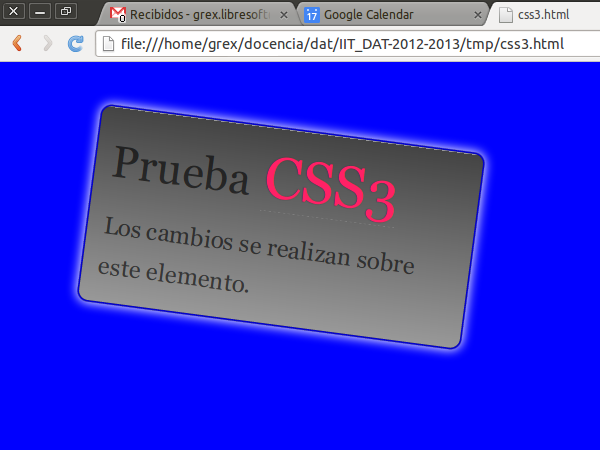 Recibidos - grex.libresoft
Google Calendar
css3.html
file:///home/grex/docencia/dat/IIT_DAT-2012-2013/tmp/css3.html
0
17
Prueba CSS3
Los cambios se realizan sobre
este elemento.